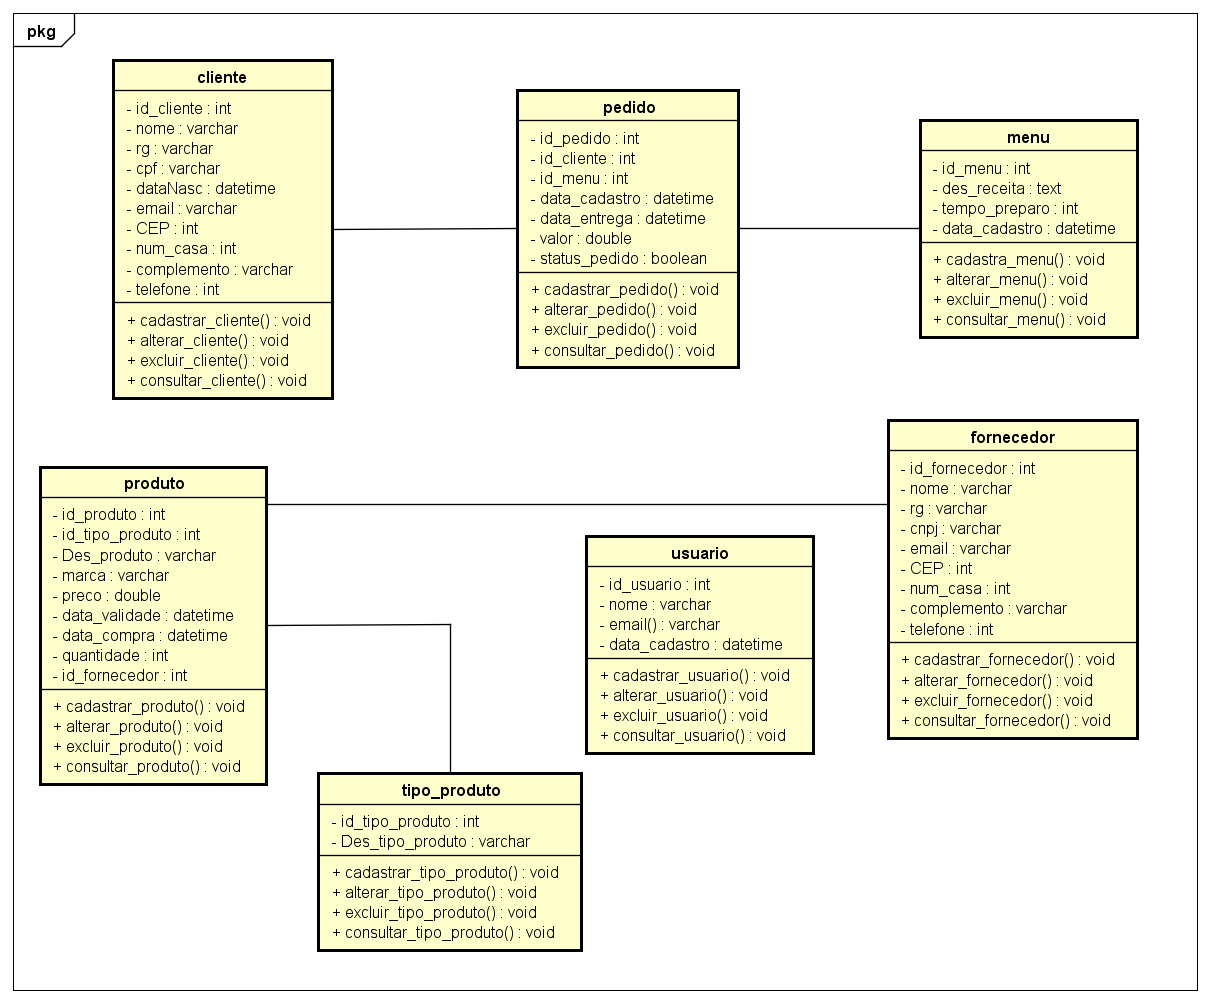 pkg
cliente
- id_cliente : int
- nome : varchar
- rg : varchar
- cpf : varchar
- dataNasc : datetime
- email : varchar
- CEP : int
- num_casa : int
- complemento : varchar
- telefone : int
+ cadastrar_cliente() : void
+ alterar_cliente() : void
+ excluir_cliente() : void
+ consultar_cliente() : void
pedido
- id_pedido : int
- id_cliente : int
- id_menu : int
- data_cadastro : datetime
- data_entrega : datetime
- valor : double
- status_pedido : boolean
+ cadastrar_pedido() : void
+ alterar_pedido() : void
+ excluir_pedido() : void
+ consultar_pedido() : void
menu
- id_menu : int
- des_receita : text
- tempo_preparo : int
- data_cadastro : datetime
+ cadastra_menu() : void
+ alterar_menu() : void
+ excluir_menu() : void
+ consultar_menu() : void
produto
- id_produto : int
- id_tipo_produto : int
- Des_produto : varchar
- marca : varchar
- preco : double
- data_validade : datetime
- data_compra : datetime
- quantidade : int
- id_fornecedor : int
+ cadastrar_produto() : void
+ alterar_produto() : void
+ excluir_produto() : void
+ consultar_produto() : void
usuario
- id_usuario : int
- nome : varchar
- email() : varchar
- data_cadastro : datetime
+ cadastrar_usuario() : void
+ alterar_usuario() : void
+ excluir_usuario() : void
+ consultar_usuario() : void
fornecedor
- id_fornecedor : int
- nome : varchar
- rg : varchar
- cnpj : varchar
- email : varchar
- CEP : int
- num_casa : int
- complemento : varchar
- telefone : int
+ cadastrar_fornecedor() : void
+ alterar_fornecedor() : void
+ excluir_fornecedor() : void
+ consultar_fornecedor() : void
tipo_produto
- id_tipo_produto : int
- Des_tipo_produto : varchar
+ cadastrar_tipo_produto() : void
+ alterar_tipo_produto() : void
+ excluir_tipo_produto() : void
+ consultar_tipo_produto() : void